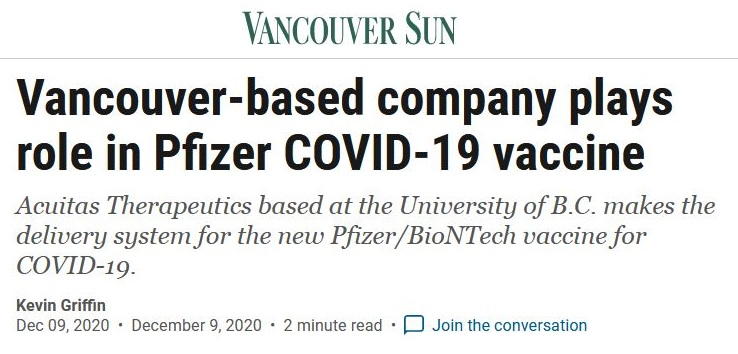 VANCOUVER SUN
Vancouver-based company plays
role in Pfizer COVID-19 vaccine
Acuitas Therapeutics based at the University of B.C. makes the
delivery system for the new Pfizer/BioNTech vaccine for
COVID-19.
Kevin Griffin
Dec 09, 2020 • December 9, 2020 • 2 minute read • Join the conversation